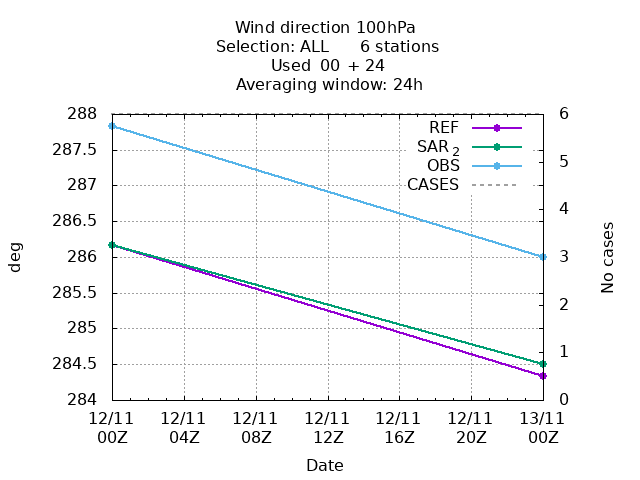 Wind direction 100hPa
Selection: ALL 6 stations
Used 00 + 24
Averaging window: 24h
288
287.5
287
286.5
286
285.5
285
284.5
284
deg
6
5
4
3
2
1
0
No cases
REF
SAR 2
OBS
CASES
12/11 12/11 12/11 12/11 12/11 12/11 13/11
00Z 04Z 08Z 12Z 16Z 20Z 00Z
Date